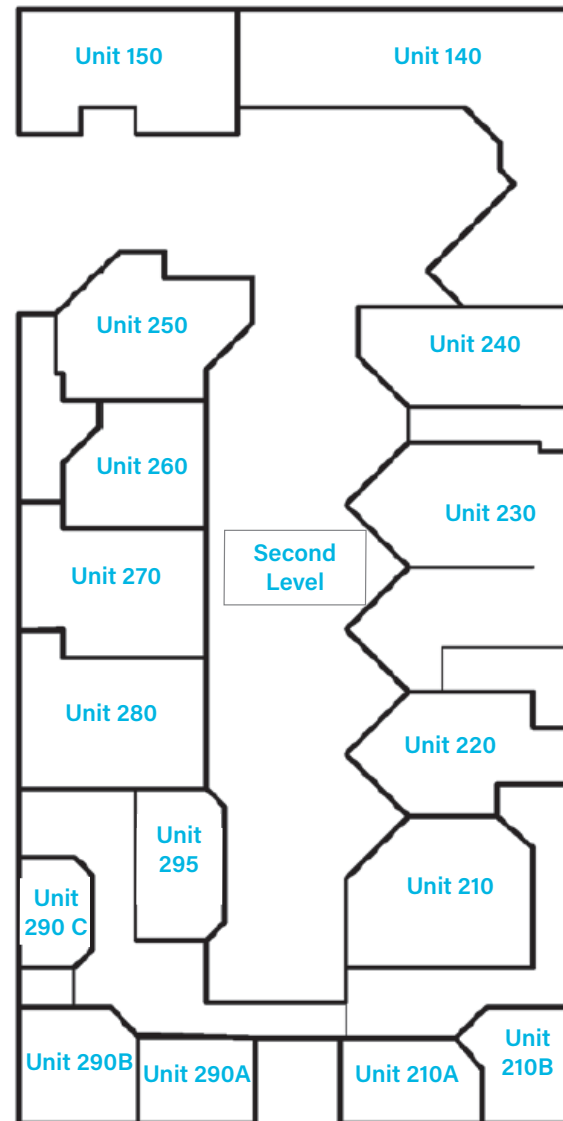 Unit 150
Unit 140
Unit 250
Unit 240
Unit 260
Unit 230
Second
Level
Unit 270
Unit 280
Unit 220
Unit
295
Unit 210
Unit
290 C
Unit 290B
Unit 290A
Unit 210A
Unit
210B